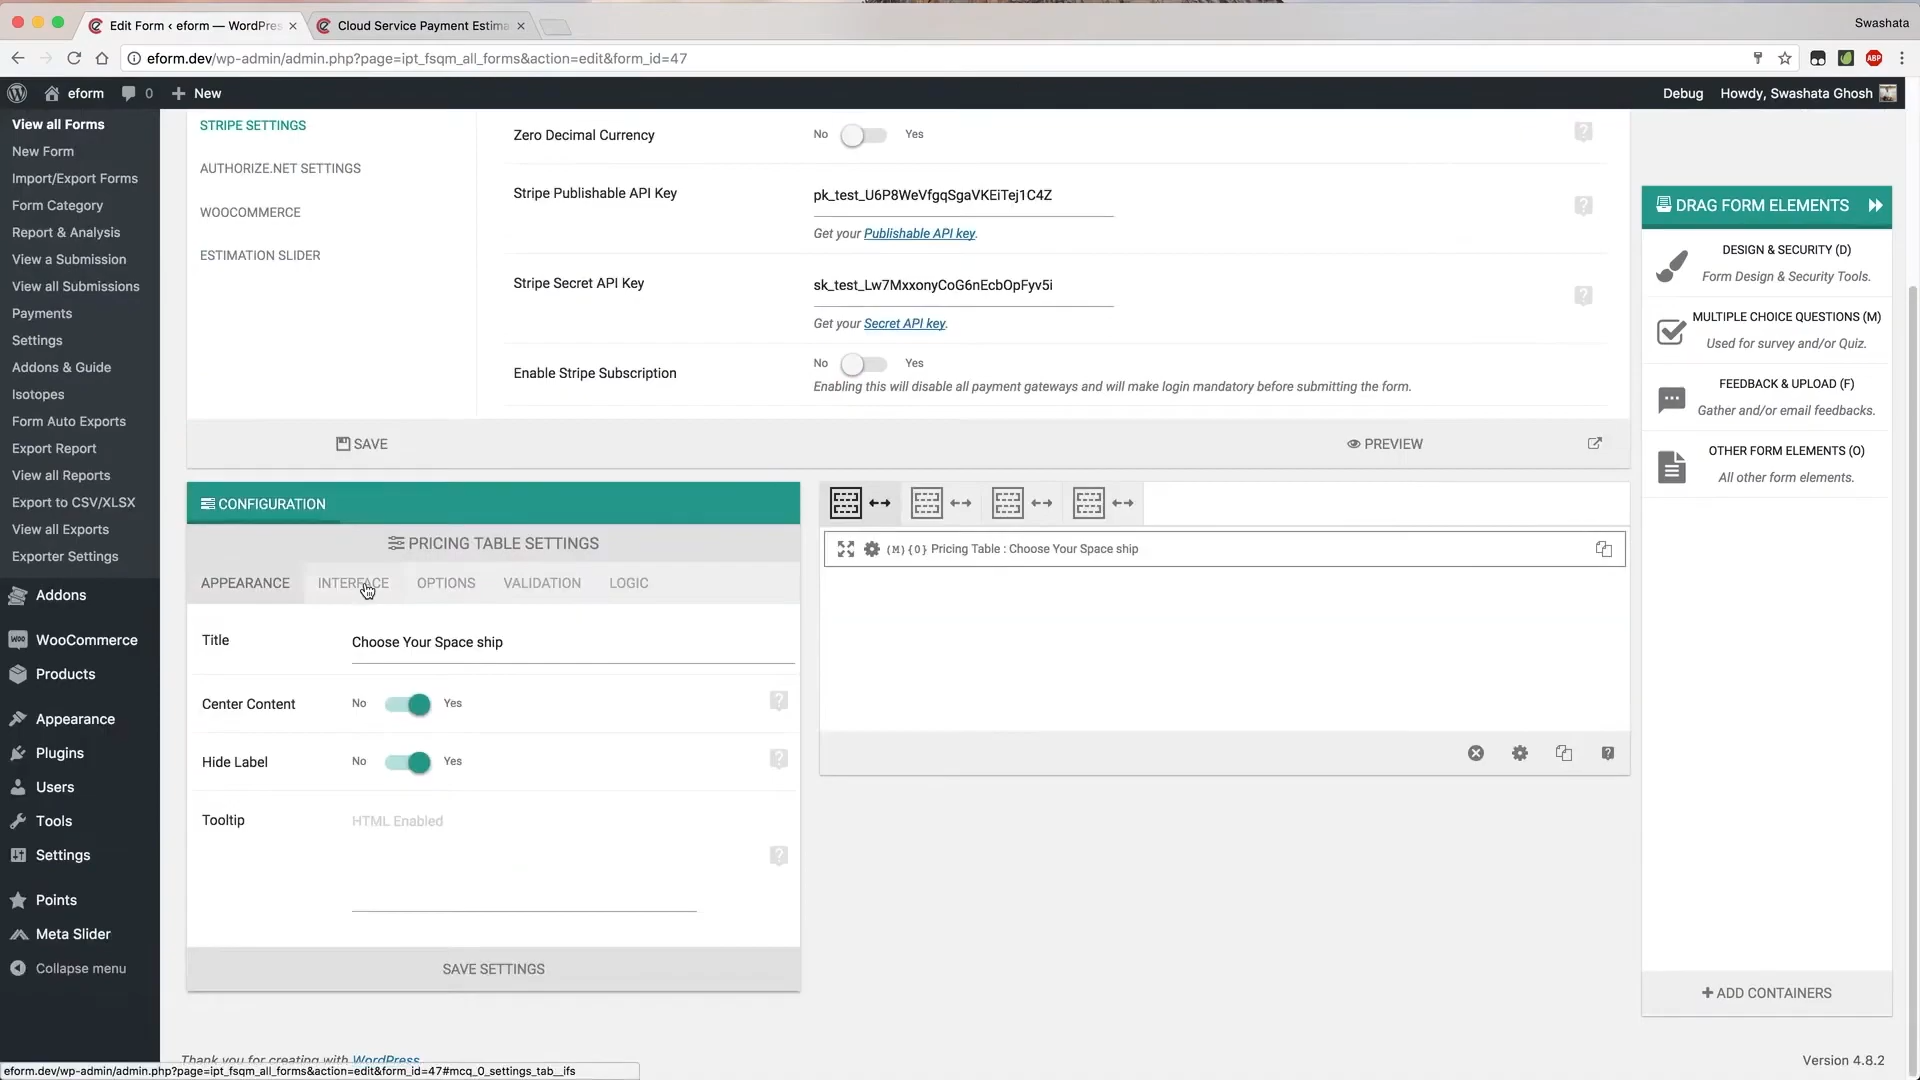 Edit Form ‹ eform — WordPres
Cloud Service Payment Estima
Swashata
eform.dev/wp-admin/admin.php?page=ipt_fsqm_all_forms&action=edit&form_id=47
ABP
eform
0
New
Debug
Howdy, Swashata Ghosh
View all Forms
New Form
Import/Export Forms
Form Category
Report & Analysis
View a Submission
View all Submissions
Payments
Settings
Addons & Guide
Isotopes
Form Auto Exports
Export Report
View all Reports
Export to CSV/XLSX
View all Exports
Exporter Settings
Addons
WooCommerce
Products
Appearance
Plugins
Users
Tools
Settings
Points
Meta Slider
Collapse menu
STRIPE SETTINGS
AUTHORIZE.NET SETTINGS
WOOCOMMERCE
ESTIMATION SLIDER
Zero Decimal Currency
No Yes
Stripe Publishable API Key
pk_test_U6P8WeVfgqSgaVKEiTej1C4Z
Get your Publishable API key.
Stripe Secret API Key
sk_test_Lw7MxxonyCoG6nEcbOpFyv5i
Get your Secret API key.
Enable Stripe Subscription
No Yes
Enabling this will disable all payment gateways and will make login mandatory before submitting the form.
SAVE
PREVIEW
CONFIGURATION
PRICING TABLE SETTINGS
APPEARANCE INTERFACE OPTIONS VALIDATION LOGIC
Title
Choose Your Space ship
Center Content
No Yes
Hide Label
No Yes
Tooltip
HTML Enabled
SAVE SETTINGS
(M){0} Pricing Table : Choose Your Space ship
DRAG FORM ELEMENTS
DESIGN & SECURITY (D)
Form Design & Security Tools.
MULTIPLE CHOICE QUESTIONS (M)
Used for survey and/or Quiz.
FEEDBACK & UPLOAD (F)
Gather and/or email feedbacks.
OTHER FORM ELEMENTS (O)
All other form elements.
+ ADD CONTAINERS
Thank you for creating with WordPress
Version 4.8.2
eform.dev/wp-admin/admin.php?page=ipt_fsqm_all_forms&action=edit&form_id=47#mcq_0_settings_tab__ifs